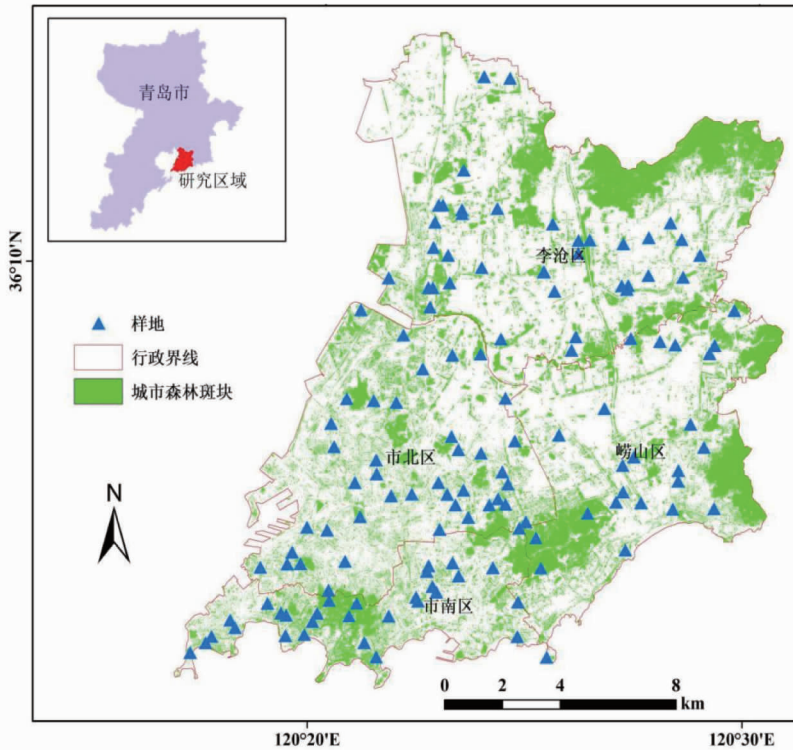 青岛市
研究区域
36°10'N
李沧区
样地
行政界线
城市森林斑块
市北区
崂山区
N
市南区
0 2 4 8
km
120°20'E 120°30'E